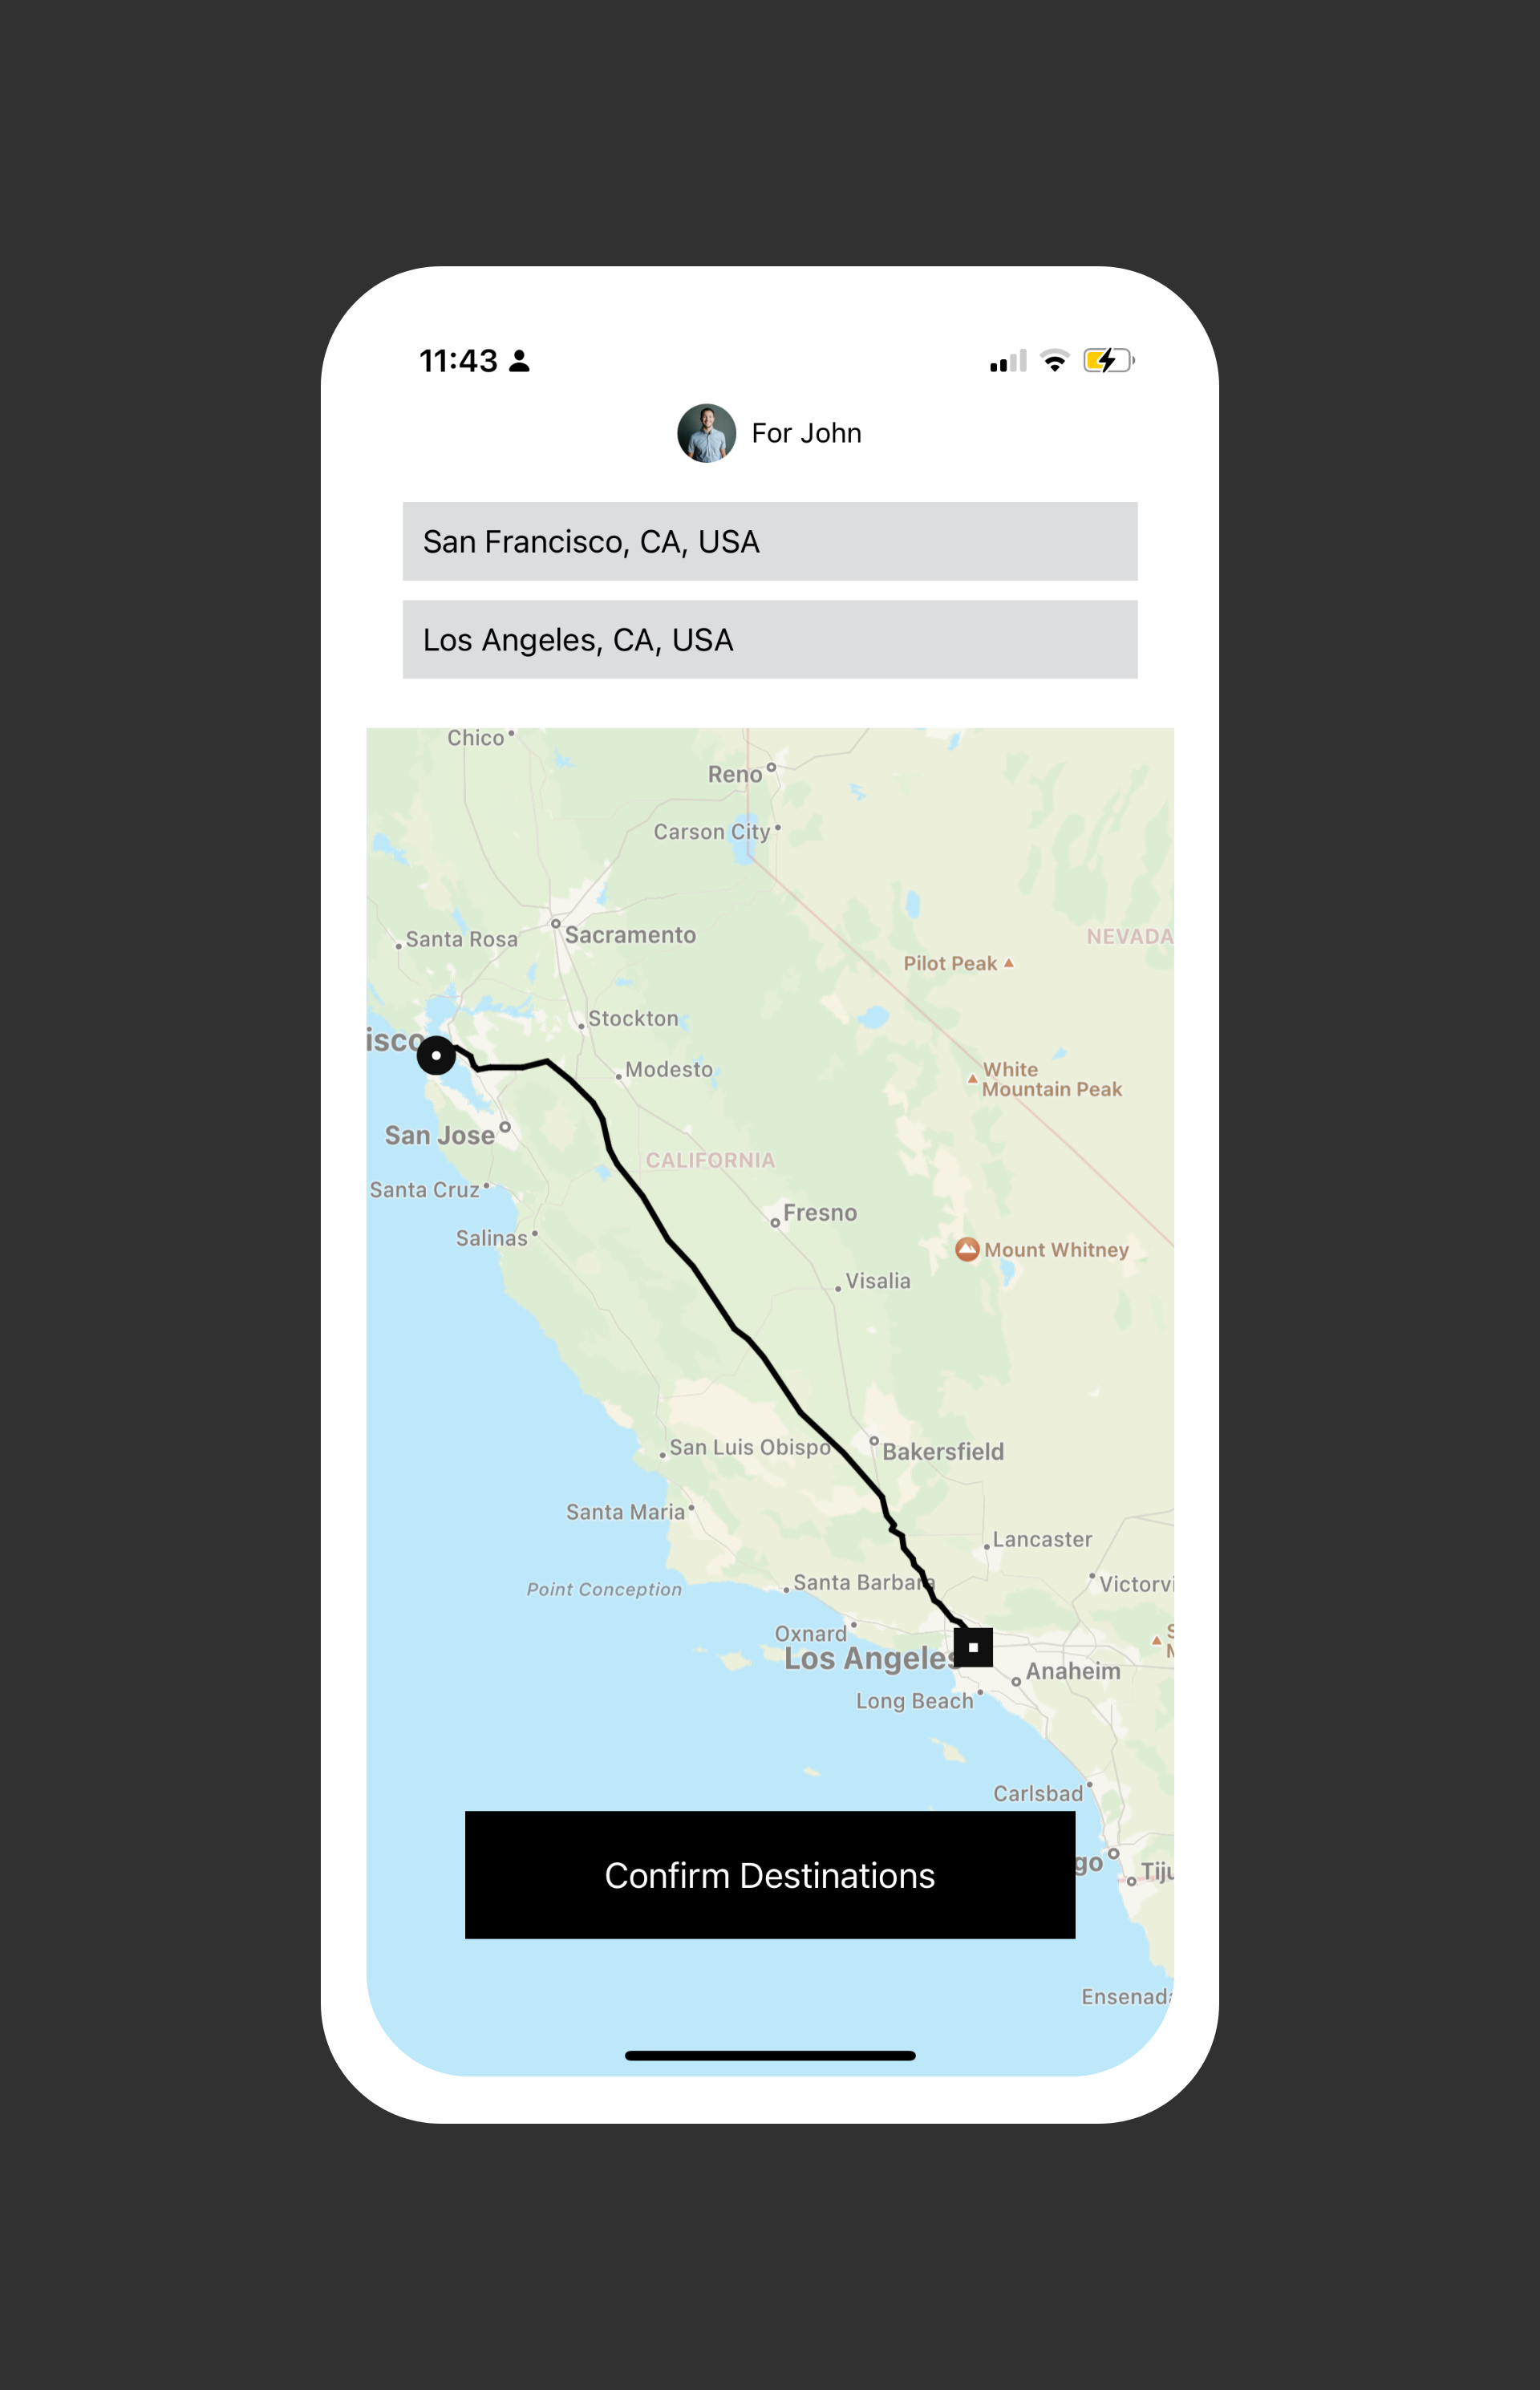 11:43
For John
San Francisco, CA, USA
Los Angeles, CA, USA
Chico
Reno
Carson City
Santa Rosa
Sacramento
NEVADA
Pilot Peak
Stockton
isco
Modesto
White
Mountain Peak
San Jose
CALIFORNIA
Santa Cruz
Fresno
Salinas
Mount Whitney
Visalia
San Luis Obispo
Bakersfield
Santa Maria
Lancaster
Point Conception
Santa Barbara
Victorvi
Oxnard
Los Angeles
Anaheim
Long Beach
Carlsbad
Confirm Destinations
go
Tiju
Ensenada